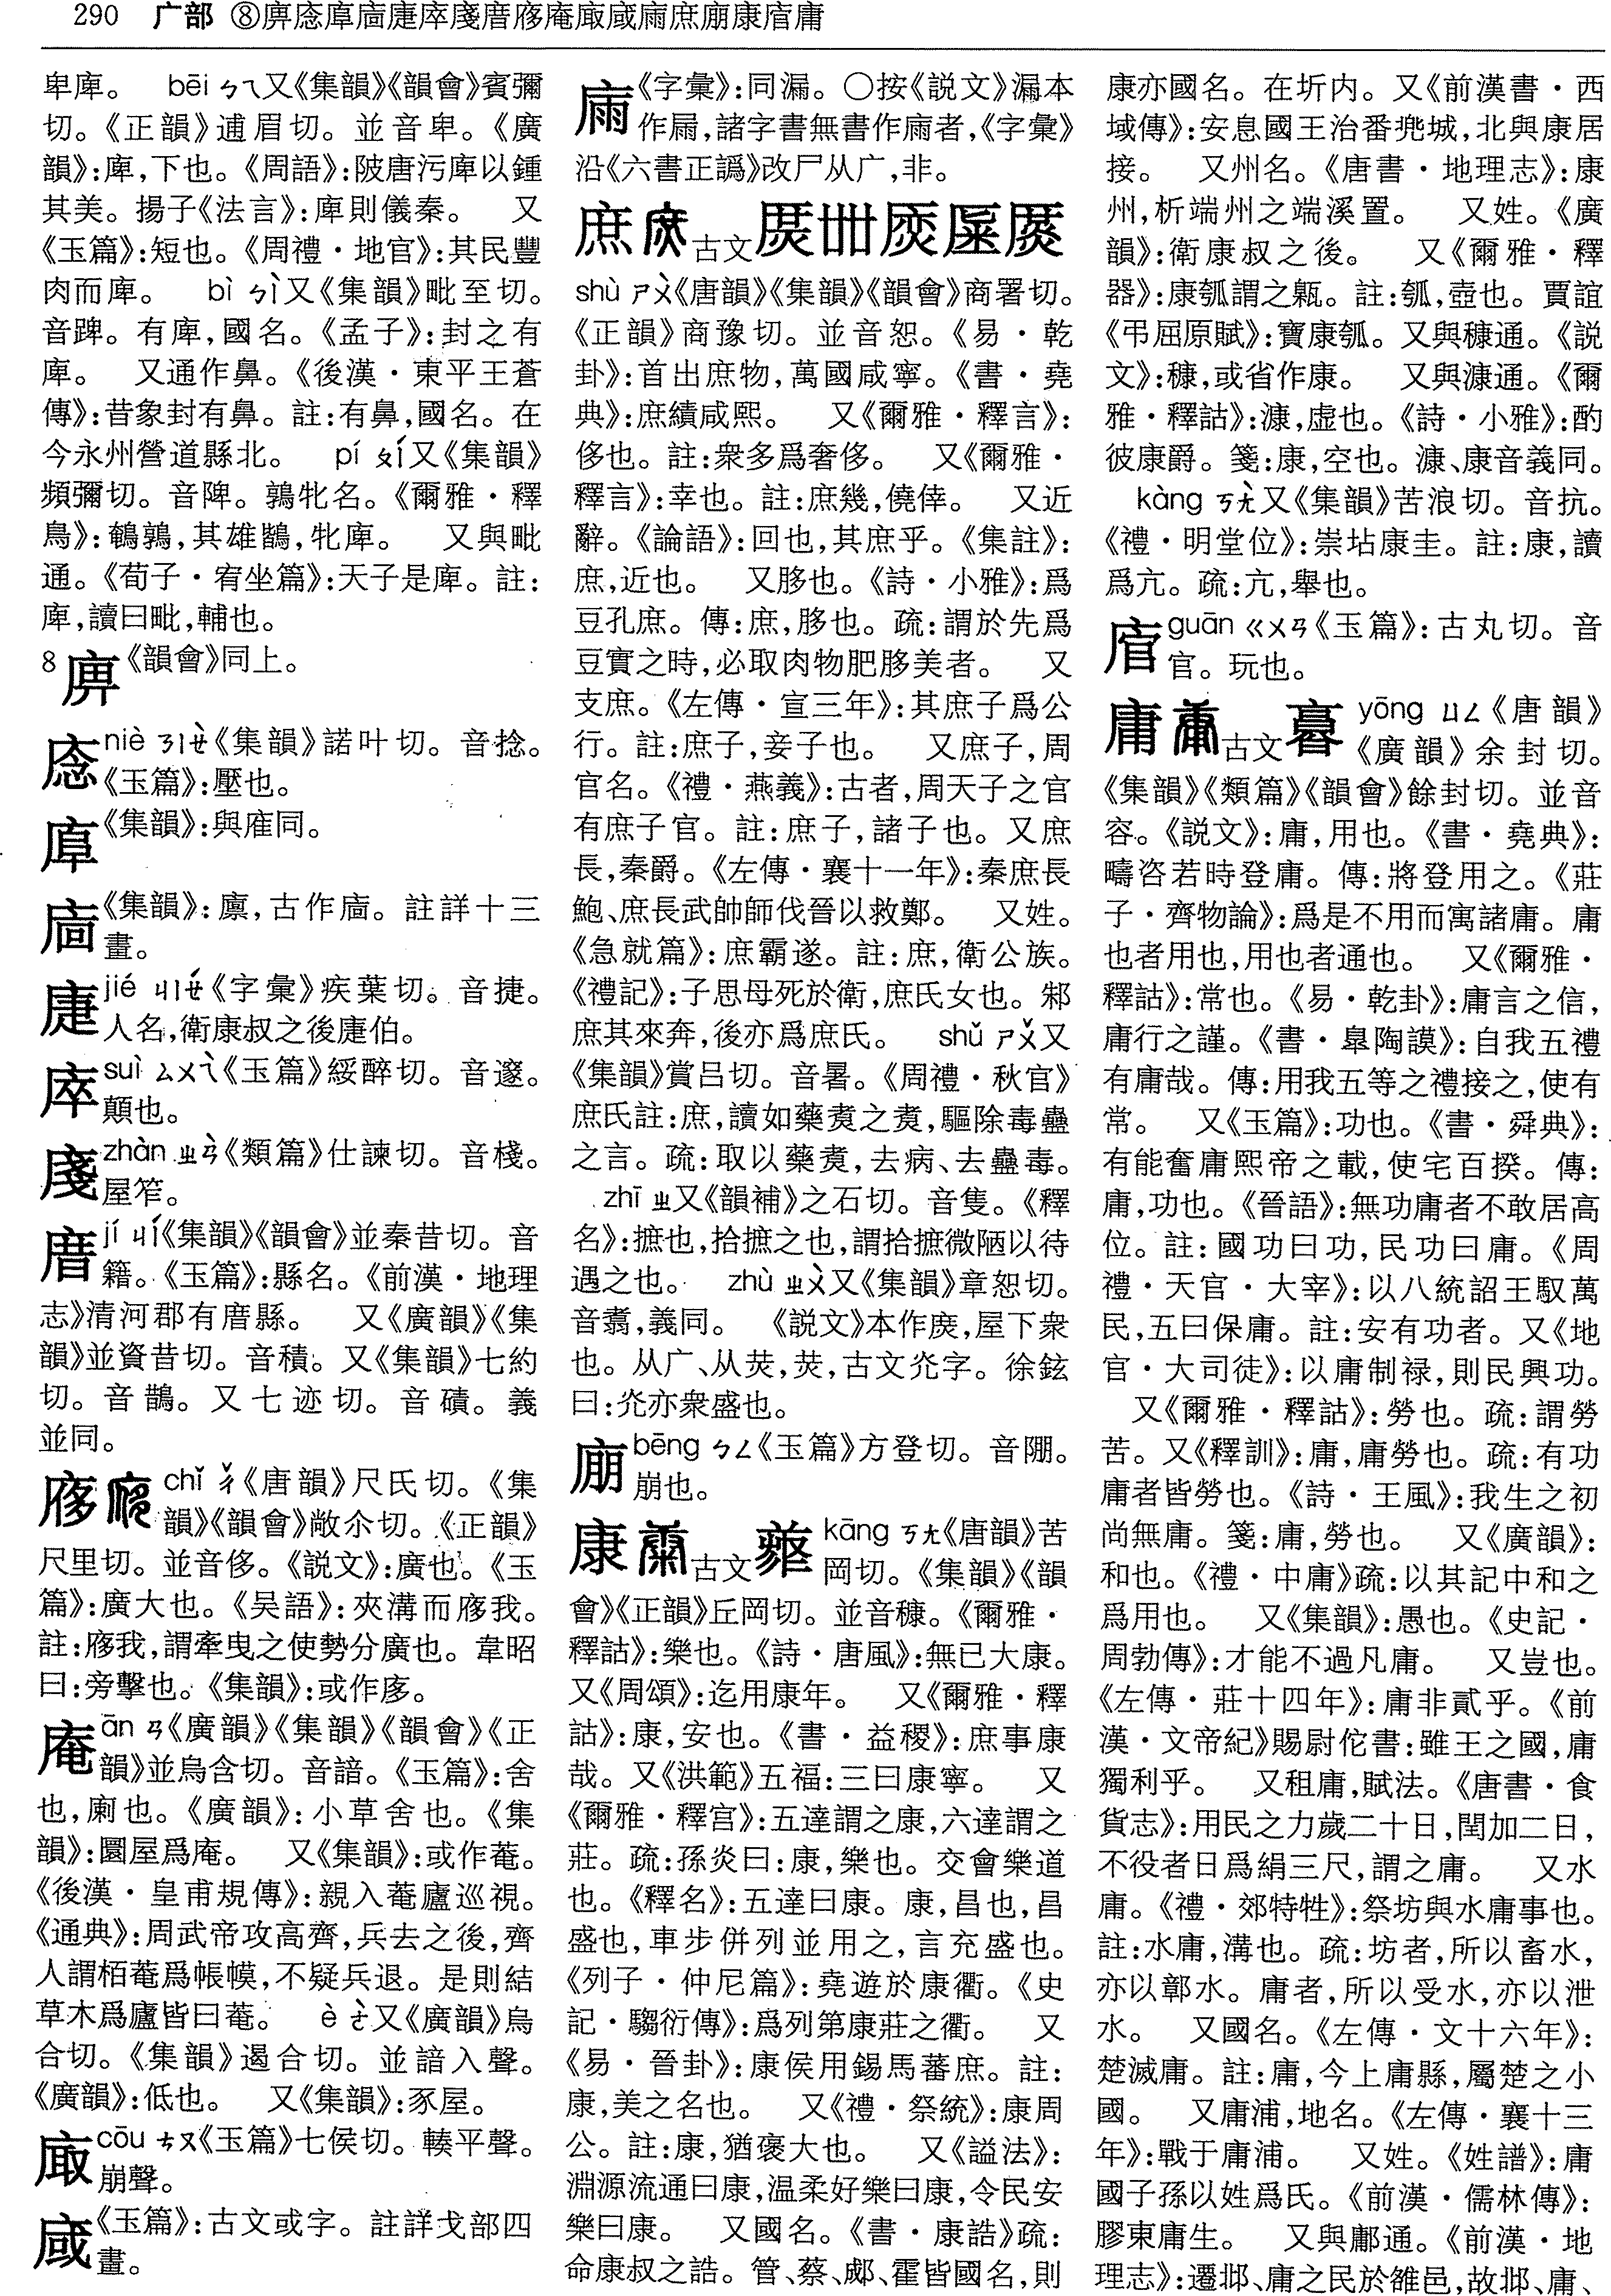 290 广部 ⑧庳㾾庫𢈈𢈔㢈㦃㾊㢋庵廀㦯㢌庶㢍康㾑庸
卑庳。 bēi ㄅㄟ又《集韻》《韻會》賓彌
切。《正韻》逋眉切。並音卑。《廣
韻》:庳,下也。《周語》:陂唐污庳以鍾
其美。揚子《法言》:庳則儀秦。 又
《玉篇》:短也。《周禮·地官》:其民豐
肉而庳。 bì ㄅㄧˋ又《集韻》毗至切。
音踔。有庳,國名。《孟子》:封之有
庳。 又通作鼻。《後漢·東平王蒼
傳》:昔象封有鼻。註:有鼻,國名。在
今永州營道縣北。 pí ㄆㄧˊ又《集韻》
頻彌切。音陴。鶉牝名。《爾雅·釋
鳥》:鷯鶉,其雄鶛,牝庳。 又與毗
通。《荀子·宥坐篇》:天子是庳。註:
庳,讀曰毗,輔也。
8 《韻會》同上。
niè ㄋㄧㄝˋ《集韻》諾叶切。音捻。
《玉篇》:壓也。
《集韻》:與㢂同。
《集韻》:廪,古作㐭。註詳十三
畫。
jié ㄐㄧㄝˊ《字彙》疾葉切。音捷。
人名,衛康叔之後㢎伯。
suì ㄙㄨㄟˋ《玉篇》綏醉切。音邃。
顛也。
zhàn ㄓㄢˋ《類篇》仕諫切。音棧。
屋笮。
jí ㄐㄧˊ《集韻》《韻會》並秦昔切。音
籍。《玉篇》:縣名。《前漢·地理
志》清河郡有厝縣。 又《廣韻》《集
韻》並資昔切。音積。又《集韻》七約
切。音鵲。又七迹切。音磧。義
並同。
㢋 chǐ ㄔˇ《唐韻》尺氏切。《集
韻》《韻會》敞尒切。《正韻》
尺里切。並音侈。《説文》:廣也。《玉
篇》:廣大也。《吴語》:夾溝而㢋我。
註:㢋我,謂牽曳之使勢分廣也。韋昭
曰:旁擊也。《集韻》:或作㢁。
庵 ān ㄢ《廣韻》《集韻》《韻會》《正
韻》並烏含切。音諳。《玉篇》:舍
也,廁也。《廣韻》:小草舍也。《集
韻》:圜屋爲庵。 又《集韻》:或作菴。
《後漢·皇甫規傳》:親入菴廬巡視。
《通典》:周武帝攻高齊,兵去之後,齊
人謂栢菴爲帳幙,不疑兵退。是則結
草木爲廬皆曰菴。 è ㄜˋ又《廣韻》烏
合切。《集韻》遏合切。並諳入聲。
《廣韻》:低也。 又《集韻》:豕屋。
cōu ㄘㄡ《玉篇》七侯切。輳平聲。
崩聲。
《玉篇》:古文或字。註詳戈部四
畫。
《字彙》:同漏。○按《説文》漏本
作屚,諸字書無書作㢌者,《字彙》
沿《六書正譌》改尸从广,非。
庶 古文
shù ㄕㄨˋ《唐韻》《集韻》《韻會》商署切。
《正韻》商豫切。並音恕。《易·乾
卦》:首出庶物,萬國咸寧。《書·堯
典》:庶績咸熙。 又《爾雅·釋言》:
侈也。註:衆多爲奢侈。 又《爾雅·
釋言》:幸也。註:庶幾,僥倖。 又近
辭。《論語》:回也,其庶乎。《集註》:
庶,近也。 又胗也。《詩·小雅》:爲
豆孔庶。傳:庶,胗也。疏:謂於先爲
豆實之時,必取肉物肥胗美者。 又
支庶。《左傳·宣三年》:其庶子爲公
行。註:庶子,妾子也。 又庶子,周
官名。《禮·燕義》:古者,周天子之官
有庶子官。註:庶子,諸子也。又庶
長,秦爵。《左傳·襄十一年》:秦庶長
鮑、庶長武帥師伐晉以救鄭。 又姓。
《急就篇》:庶霸遂。註:庶,衛公族。
《禮記》:子思母死於衛,庶氏女也。邾
庶其來奔,後亦爲庶氏。 shǔ ㄕㄨˇ又
《集韻》賞吕切。音暑。《周禮·秋官》
庶氏註:庶,讀如藥煑之煑,驅除毒蠱
之言。疏:取以藥煑,去病、去蠱毒。
zhī ㄓ又《韻補》之石切。音隻。《釋
名》:摭也,拾摭之也,謂拾摭微陋以待
遇之也。 zhù ㄓㄨˋ又《集韻》章恕切。
音翥,義同。 《説文》本作㢝,屋下衆
也。从广、从炗,炗,古文炗字。徐鉉
曰:炗亦衆盛也。
bēng ㄅㄥ《玉篇》方登切。音閍。
崩也。
康 古文 kāng ㄎㄤ《唐韻》苦
岡切。《集韻》《韻
會》《正韻》丘岡切。並音穅。《爾雅·
釋詁》:樂也。《詩·唐風》:無已大康。
又《周頌》:迄用康年。 又《爾雅·釋
詁》:康,安也。《書·益稷》:庶事康
哉。又《洪範》五福:三曰康寧。 又
《爾雅·釋宫》:五達謂之康,六達謂之
莊。疏:孫炎曰:康,樂也。交會樂道
也。《釋名》:五達曰康。康,昌也,昌
盛也,車步併列並用之,言充盛也。
《列子·仲尼篇》:堯遊於康衢。《史
記·騶衍傳》:爲列第康莊之衢。 又
《易·晉卦》:康侯用錫馬蕃庶。註:
康,美之名也。 又《禮·祭統》:康周
公。註:康,猶褒大也。 又《謚法》:
淵源流通曰康,温柔好樂曰康,令民安
樂曰康。 又國名。《書·康誥》疏:
命康叔之誥。管、蔡、郕、霍皆國名,則
康亦國名。在圻内。又《前漢書·西
域傳》:安息國王治番兠城,北與康居
接。 又州名。《唐書·地理志》:康
州,析端州之端溪置。 又姓。《廣
韻》:衛康叔之後。 又《爾雅·釋
器》:康瓠謂之甈。註:瓠,壺也。賈誼
《弔屈原賦》:寶康瓠。又與穅通。《説
文》:穅,或省作康。 又與漮通。《爾
雅·釋詁》:漮,虚也。《詩·小雅》:酌
彼康爵。箋:康,空也。漮、康音義同。
kàng ㄎㄤˋ又《集韻》苦浪切。音抗。
《禮·明堂位》:崇坫康圭。註:康,讀
爲亢。疏:亢,舉也。
guān ㄍㄨㄢ《玉篇》:古丸切。音
官。玩也。
庸 古文 yōng ㄩㄥ《唐韻》
《廣韻》余封切。
《集韻》《類篇》《韻會》餘封切。並音
容。《説文》:庸,用也。《書·堯典》:
疇咨若時登庸。傳:將登用之。《莊
子·齊物論》:爲是不用而寓諸庸。庸
也者用也,用也者通也。 又《爾雅·
釋詁》:常也。《易·乾卦》:庸言之信,
庸行之謹。《書·臯陶謨》:自我五禮
有庸哉。傳:用我五等之禮接之,使有
常。 又《玉篇》:功也。《書·舜典》:
有能奮庸熙帝之載,使宅百揆。傳:
庸,功也。《晉語》:無功庸者不敢居高
位。註:國功曰功,民功曰庸。《周
禮·天官·大宰》:以八統詔王馭萬
民,五曰保庸。註:安有功者。又《地
官·大司徒》:以庸制禄,則民興功。
又《爾雅·釋詁》:勞也。疏:謂勞
苦。又《釋訓》:庸,庸勞也。疏:有功
庸者皆勞也。《詩·王風》:我生之初
尚無庸。箋:庸,勞也。 又《廣韻》:
和也。《禮·中庸》疏:以其記中和之
爲用也。 又《集韻》:愚也。《史記·
周勃傳》:才能不過凡庸。 又豈也。
《左傳·莊十四年》:庸非貳乎。《前
漢·文帝紀》賜尉佗書:雖王之國,庸
獨利乎。 又租庸,賦法。《唐書·食
貨志》:用民之力歲二十日,閏加二日,
不役者日爲絹三尺,謂之庸。 又水
庸。《禮·郊特牲》:祭坊與水庸事也。
註:水庸,溝也。疏:坊者,所以畜水,
亦以鄣水。庸者,所以受水,亦以泄
水。 又國名。《左傳·文十六年》:
楚滅庸。註:庸,今上庸縣,屬楚之小
國。 又庸浦,地名。《左傳·襄十三
年》:戰于庸浦。 又姓。《姓譜》:庸
國子孫以姓爲氏。《前漢·儒林傳》:
膠東庸生。 又與鄘通。《前漢·地
理志》:遷邶、庸之民於雒邑,故邶、庸、